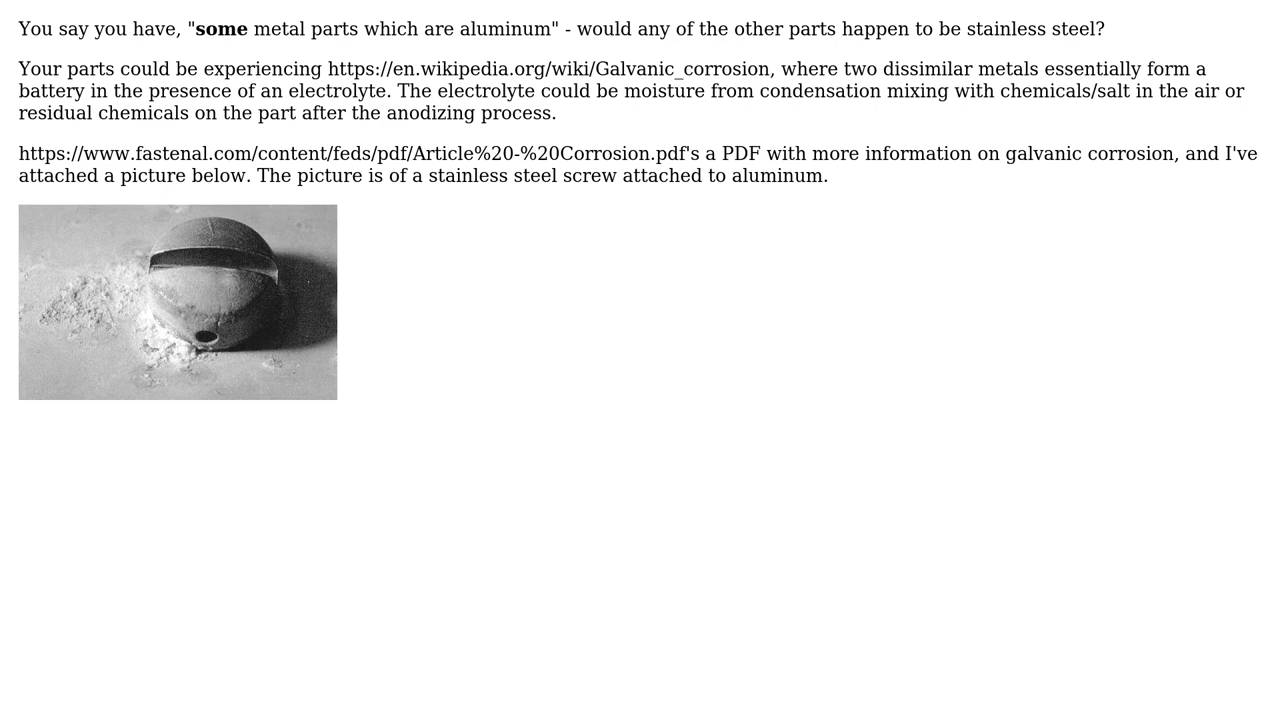 You say you have, "some metal parts which are aluminum" - would any of the other parts happen to be stainless steel?
Your parts could be experiencing https://en.wikipedia.org/wiki/Galvanic_corrosion, where two dissimilar metals essentially form a
battery in the presence of an electrolyte. The electrolyte could be moisture from condensation mixing with chemicals/salt in the air or
residual chemicals on the part after the anodizing process.
https://www.fastenal.com/content/feds/pdf/Article%20-%20Corrosion.pdf's a PDF with more information on galvanic corrosion, and I've
attached a picture below. The picture is of a stainless steel screw attached to aluminum.